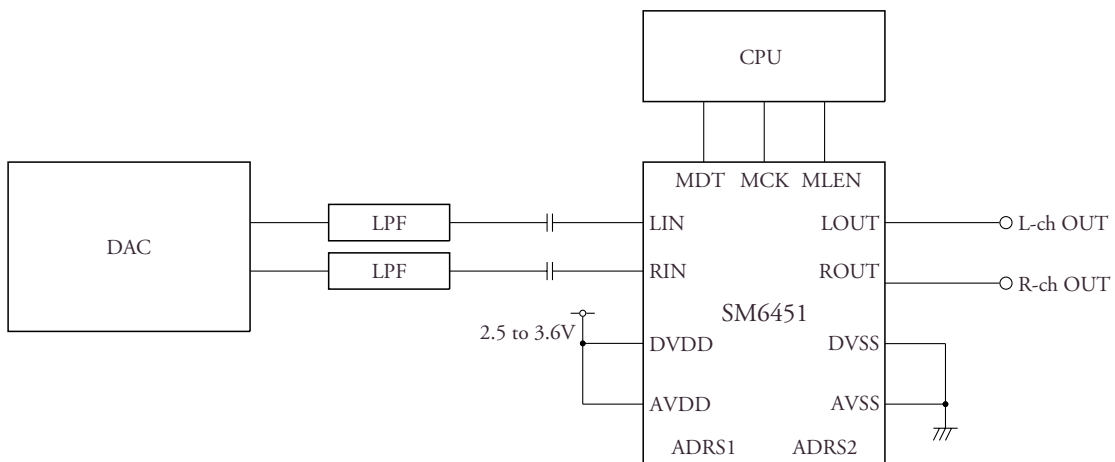 CPU
MDT MCK MLEN
DAC
LPF
LPF
LIN
LOUT
L-ch OUT
RIN
ROUT
R-ch OUT
SM6451
2.5 to 3.6V
DVDD
DVSS
AVDD
AVSS
ADRS1
ADRS2